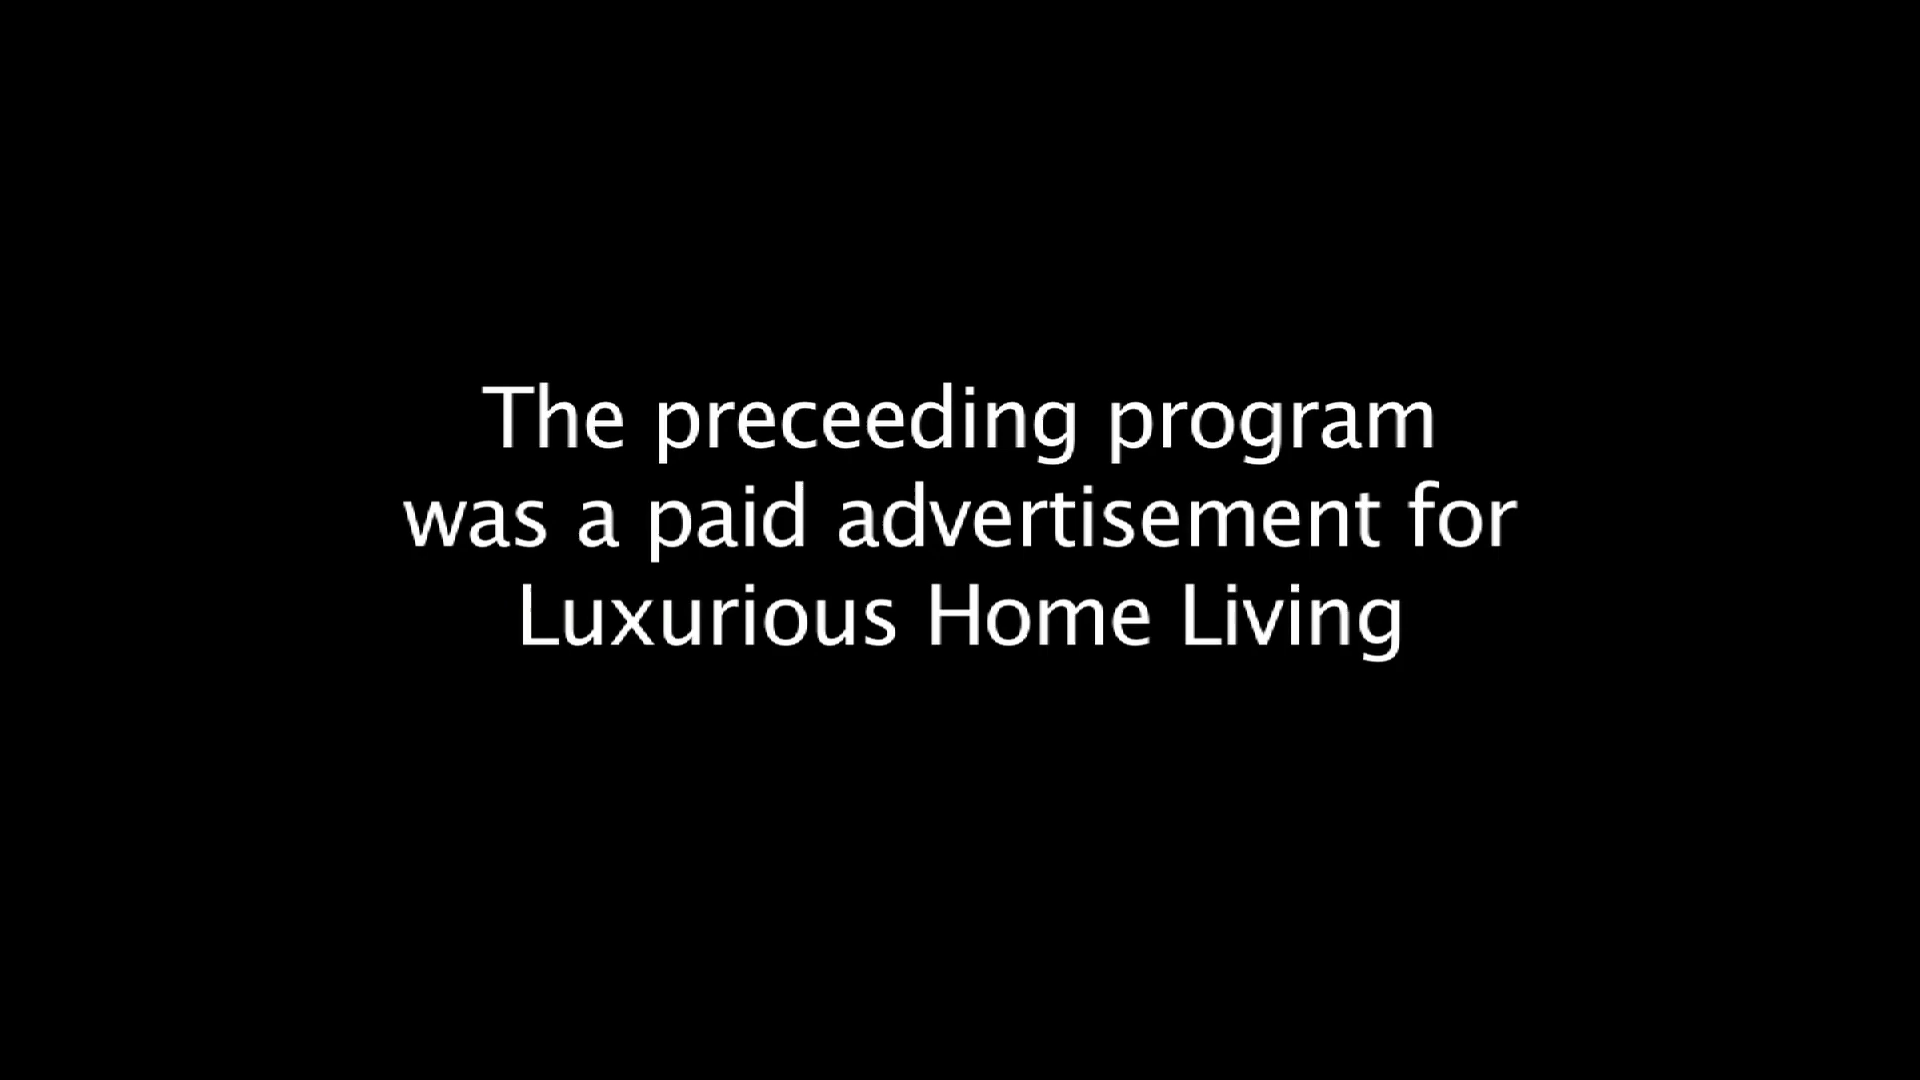 The preceeding program
was a paid advertisement for
Luxurious Home Living